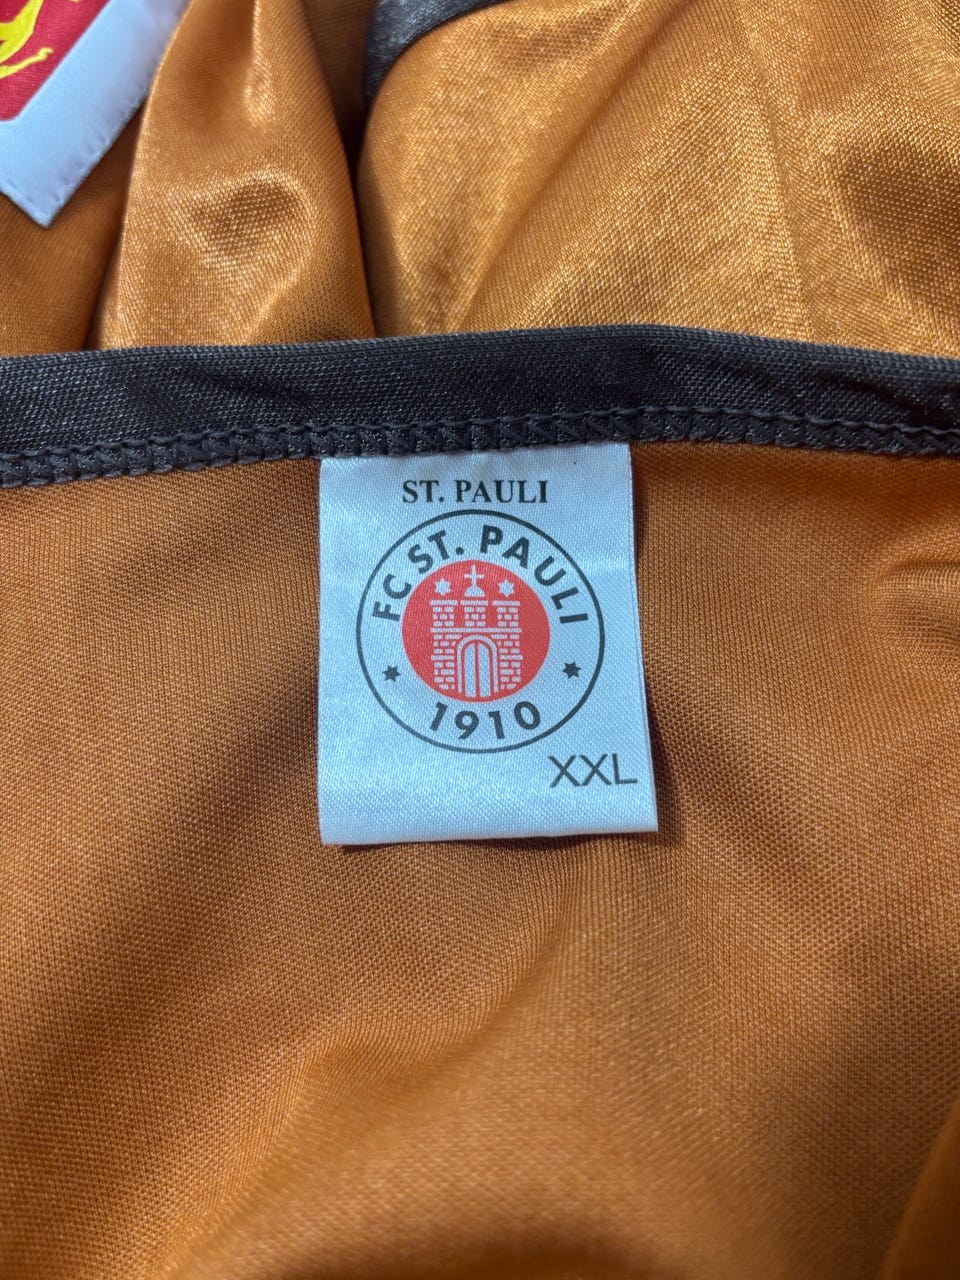 ST. PAULI
FC ST. PAULI
1910
XXL